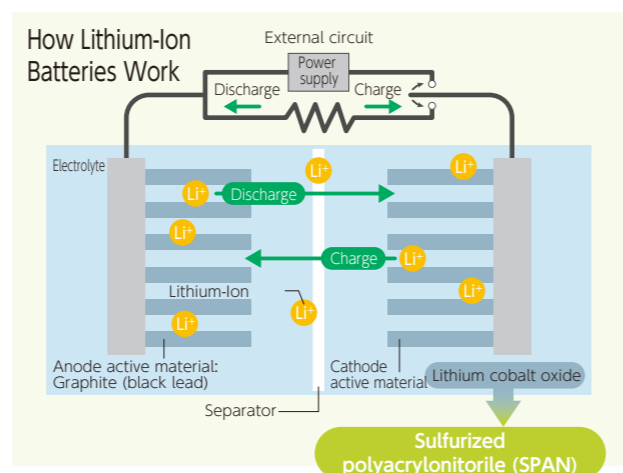 How Lithium-Ion
Batteries Work
External circuit
Power
supply
Discharge
Charge
Electrolyte
Li+
Li+
Li+
Discharge
Li+
Charge
Li+
Lithium-Ion
Li+
Li+
Li+
Anode active material:
Graphite (black lead)
Cathode
active material
Lithium cobalt oxide
Separator
Sulfurized
polyacrylonitorile (SPAN)